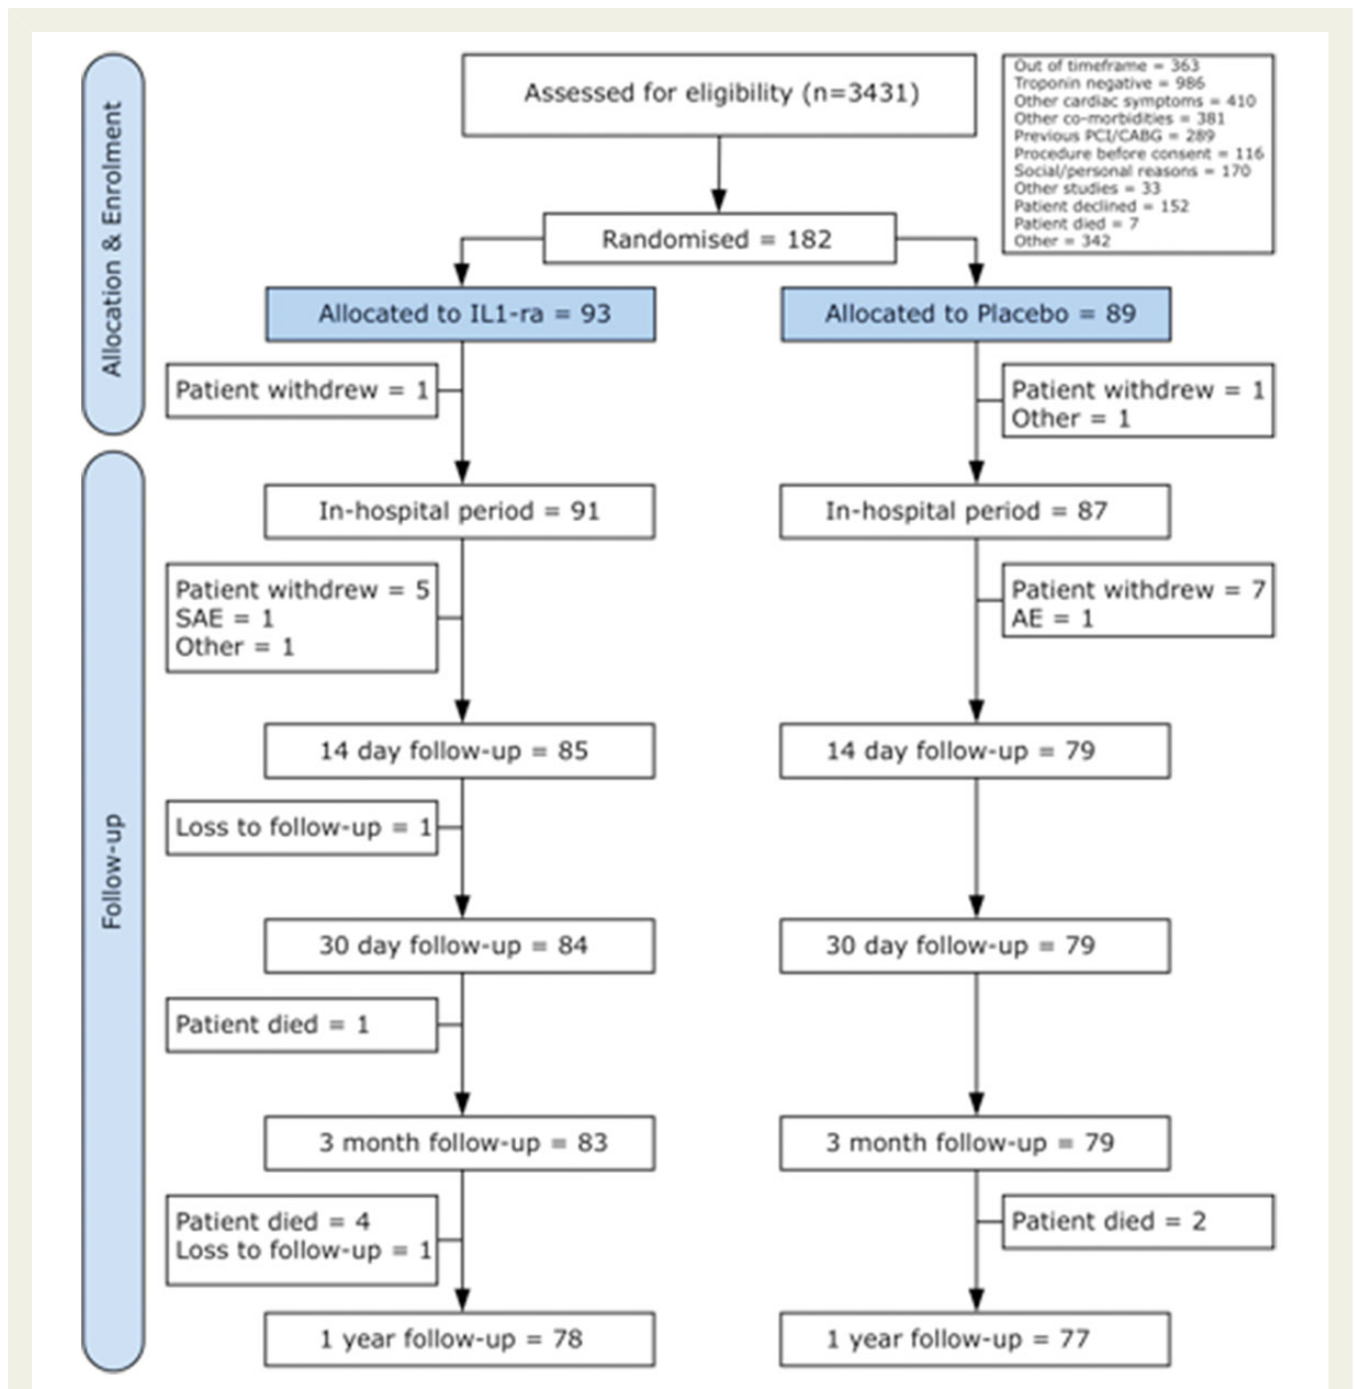 Allocation & Enrolment
Assessed for eligibility (n=3431)
Out of timeframe = 363
Troponin negative = 986
Other cardiac symptoms = 410
Other co-morbidities = 381
Previous PCI/CABG = 289
Procedure before consent = 116
Social/personal reasons = 170
Other studies = 33
Patient declined = 152
Patient died = 7
Other = 342
Randomised = 182
Allocated to IL1-ra = 93
Allocated to Placebo = 89
Patient withdrew = 1
Patient withdrew = 1
Other = 1
Follow-up
In-hospital period = 91
In-hospital period = 87
Patient withdrew = 5
SAE = 1
Other = 1
Patient withdrew = 7
AE = 1
14 day follow-up = 85
14 day follow-up = 79
Loss to follow-up = 1
30 day follow-up = 84
30 day follow-up = 79
Patient died = 1
3 month follow-up = 83
3 month follow-up = 79
Patient died = 4
Loss to follow-up = 1
Patient died = 2
1 year follow-up = 78
1 year follow-up = 77